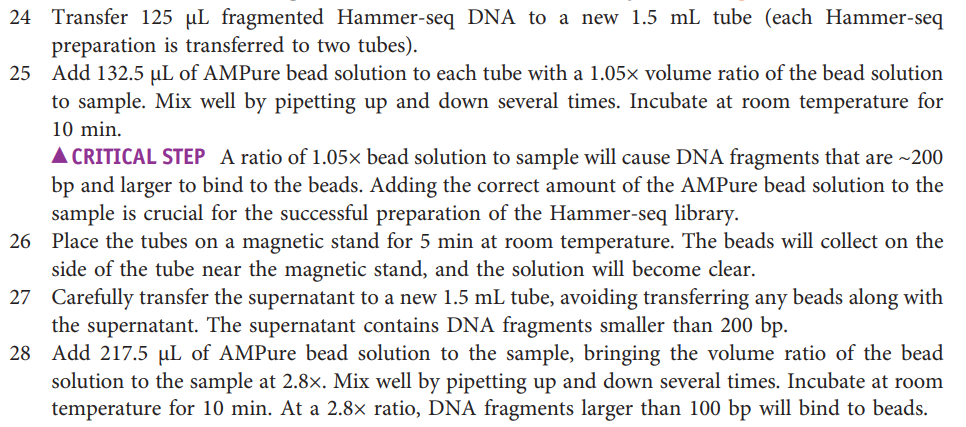 24 Transfer 125 µL fragmented Hammer-seq DNA to a new 1.5 mL tube (each Hammer-seq
preparation is transferred to two tubes).
25 Add 132.5 µL of AMPure bead solution to each tube with a 1.05× volume ratio of the bead solution
to sample. Mix well by pipetting up and down several times. Incubate at room temperature for
10 min.
▲ CRITICAL STEP A ratio of 1.05× bead solution to sample will cause DNA fragments that are ~200
bp and larger to bind to the beads. Adding the correct amount of the AMPure bead solution to the
sample is crucial for the successful preparation of the Hammer-seq library.
26 Place the tubes on a magnetic stand for 5 min at room temperature. The beads will collect on the
side of the tube near the magnetic stand, and the solution will become clear.
27 Carefully transfer the supernatant to a new 1.5 mL tube, avoiding transferring any beads along with
the supernatant. The supernatant contains DNA fragments smaller than 200 bp.
28 Add 217.5 µL of AMPure bead solution to the sample, bringing the volume ratio of the bead
solution to the sample at 2.8×. Mix well by pipetting up and down several times. Incubate at room
temperature for 10 min. At a 2.8× ratio, DNA fragments larger than 100 bp will bind to beads.